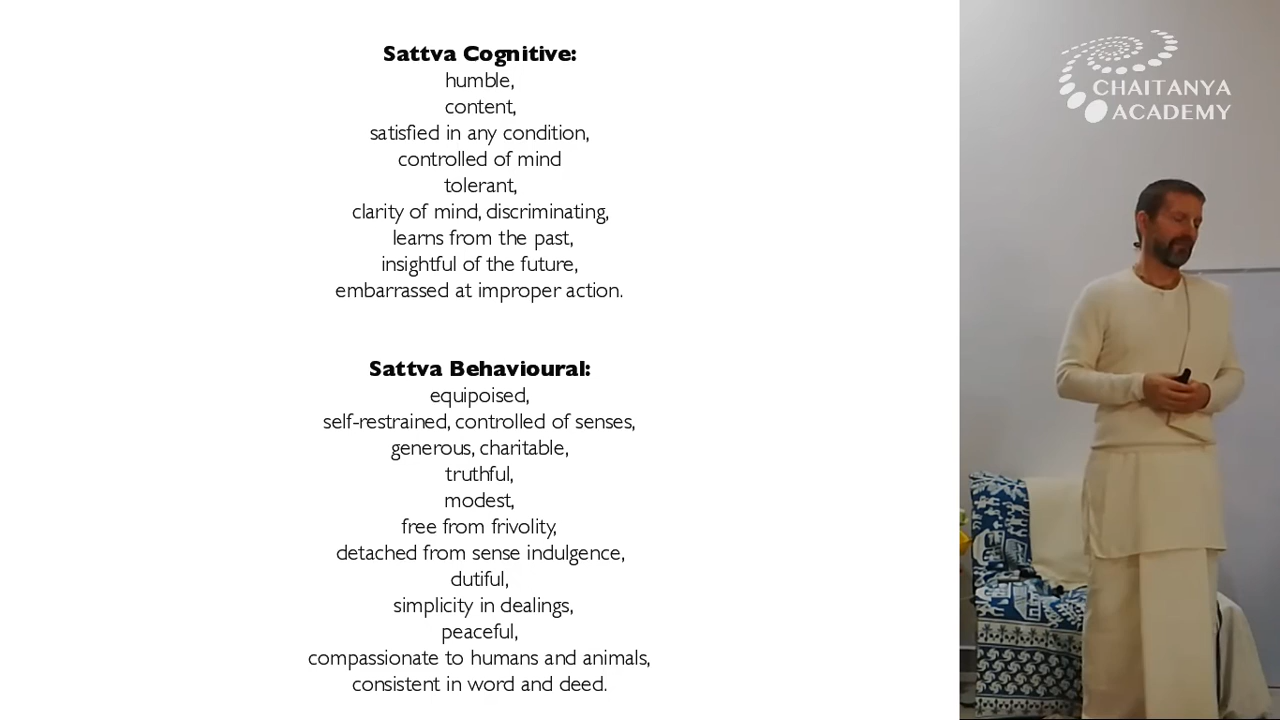 Sattva Cognitive:
humble,
content,
satisfied in any condition,
controlled of mind
tolerant,
clarity of mind, discriminating,
learns from the past,
insightful of the future,
embarrassed at improper action.
Sattva Behavioural:
equipoised,
self-restrained, controlled of senses,
generous, charitable,
truthful,
modest,
free from frivolity,
detached from sense indulgence,
dutiful,
simplicity in dealings,
peaceful,
compassionate to humans and animals,
consistent in word and deed.
CHAITANYA
ACADEMY